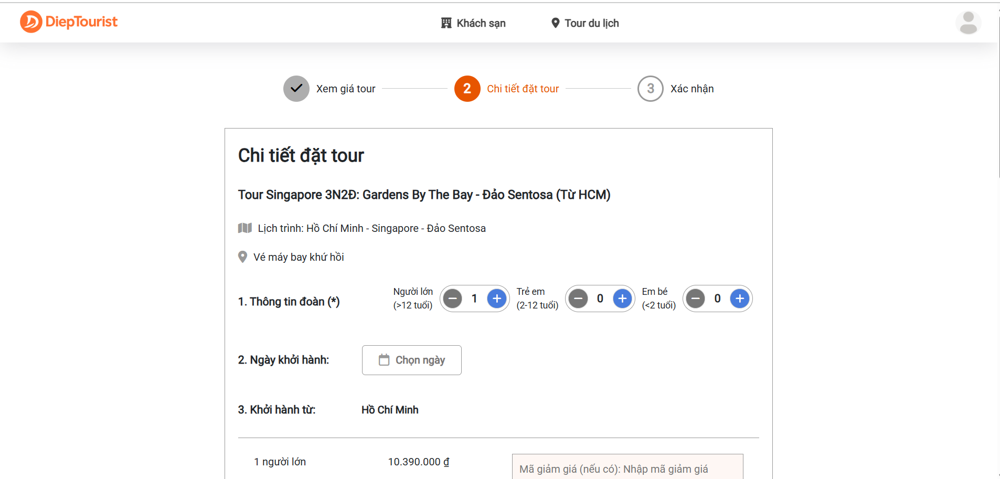 DiepTourist
Khách sạn
Tour du lịch
Xem giá tour
2 Chi tiết đặt tour
3 Xác nhận
Chi tiết đặt tour
Tour Singapore 3N2Đ: Gardens By The Bay - Đảo Sentosa (Từ HCM)
Lịch trình: Hồ Chí Minh - Singapore - Đảo Sentosa
Vé máy bay khứ hồi
1. Thông tin đoàn (*)
Người lớn
(>12 tuổi)
1
Trẻ em
(2-12 tuổi)
0
Em bé
(<2 tuổi)
0
2. Ngày khởi hành:
Chọn ngày
3. Khởi hành từ:
Hồ Chí Minh
1 người lớn
10.390.000 ₫
Mã giảm giá (nếu có): Nhập mã giảm giá